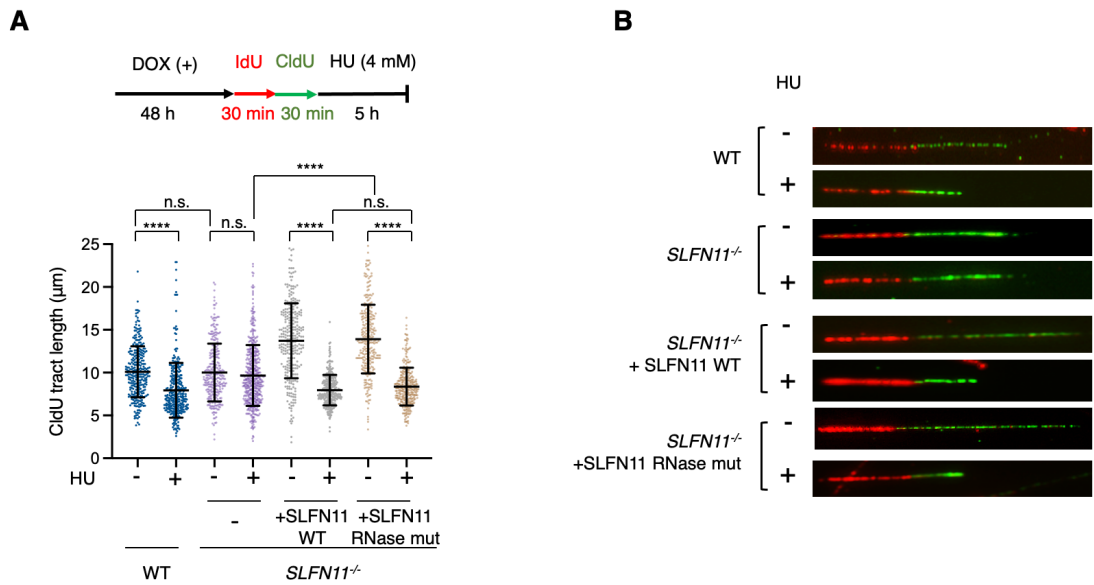 A
DOX (+) IdU CldU HU (4 mM)
48 h 30 min 30 min 5 h
****
n.s. n.s.
**** n.s. **** ****
CldU tract length (μm)
25
20
15
10
5
0
HU - + - + - + - +
- +SLFN11 WT +SLFN11 RNase mut
WT SLFN11-/-
B
HU
WT
-
+
SLFN11-/-
-
+
SLFN11-/-
+ SLFN11 WT
-
+
SLFN11-/-
+SLFN11 RNase mut
-
+